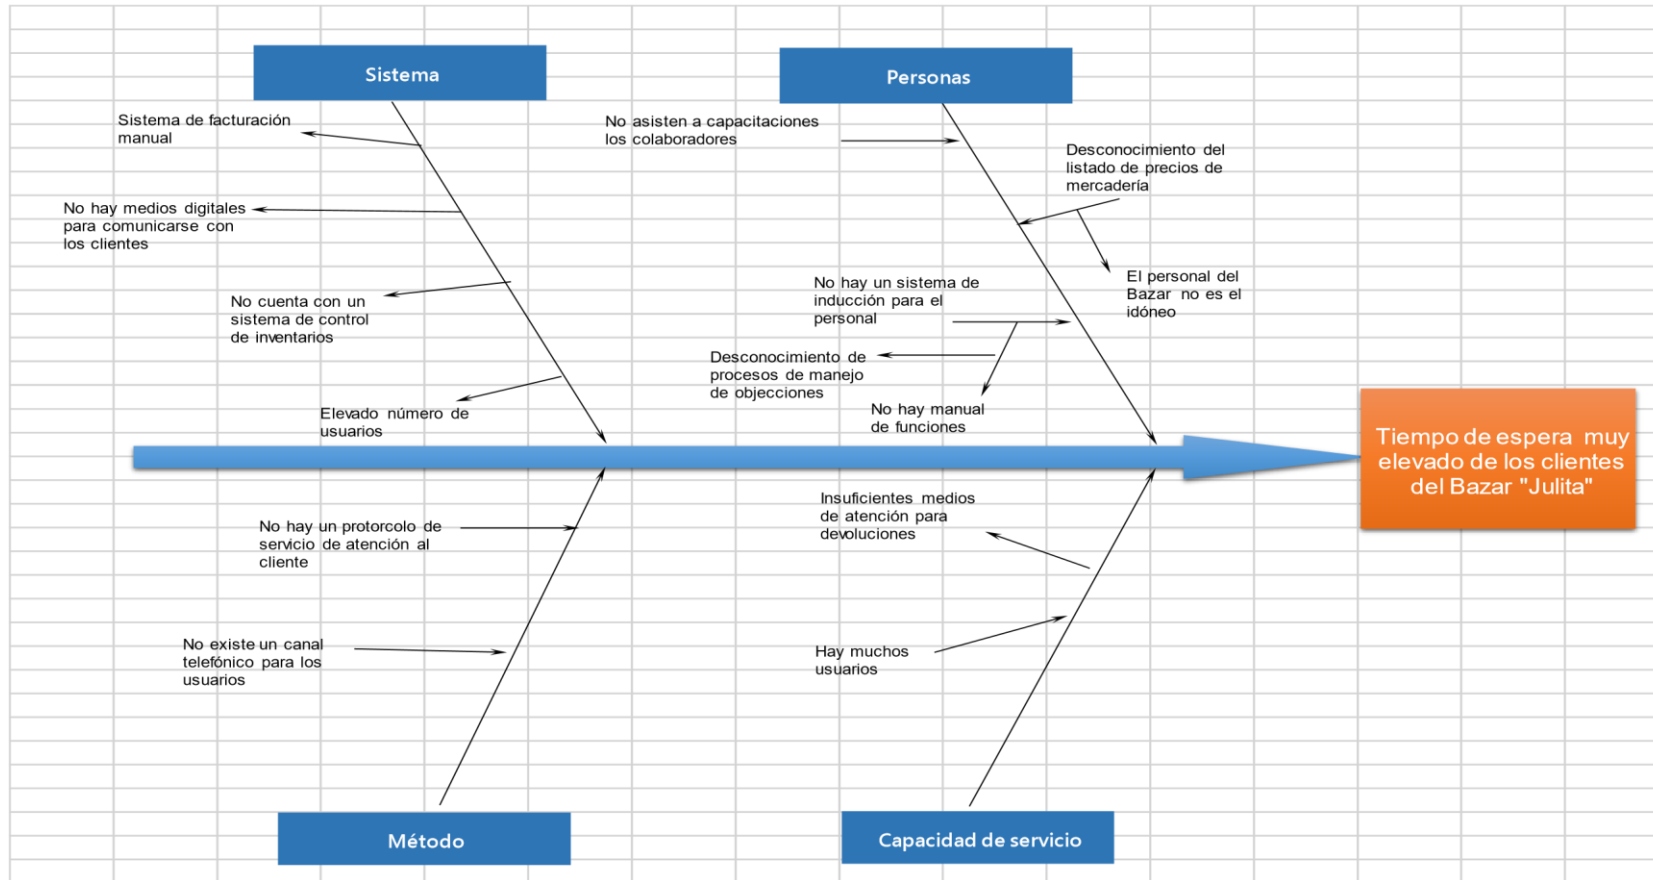 Sistema
Personas
Sistema de facturación
manual
No asisten a capacitaciones
los colaboradores
Desconocimiento del
listado de precios de
mercadería
No hay medios digitales
para comunicarse con
los clientes
El personal del
Bazar no es el
idóneo
No hay un sistema de
inducción para el
personal
No cuenta con un
sistema de control
de inventarios
Desconocimiento de
procesos de manejo
de objecciones
No hay manual
de funciones
Elevado número de
usuarios
Tiempo de espera muy
elevado de los clientes
del Bazar "Julita"
No hay un protorcolo de
servicio de atención al
cliente
Insuficientes medios
de atención para
devoluciones
No existe un canal
telefónico para los
usuarios
Hay muchos
usuarios
Método
Capacidad de servicio